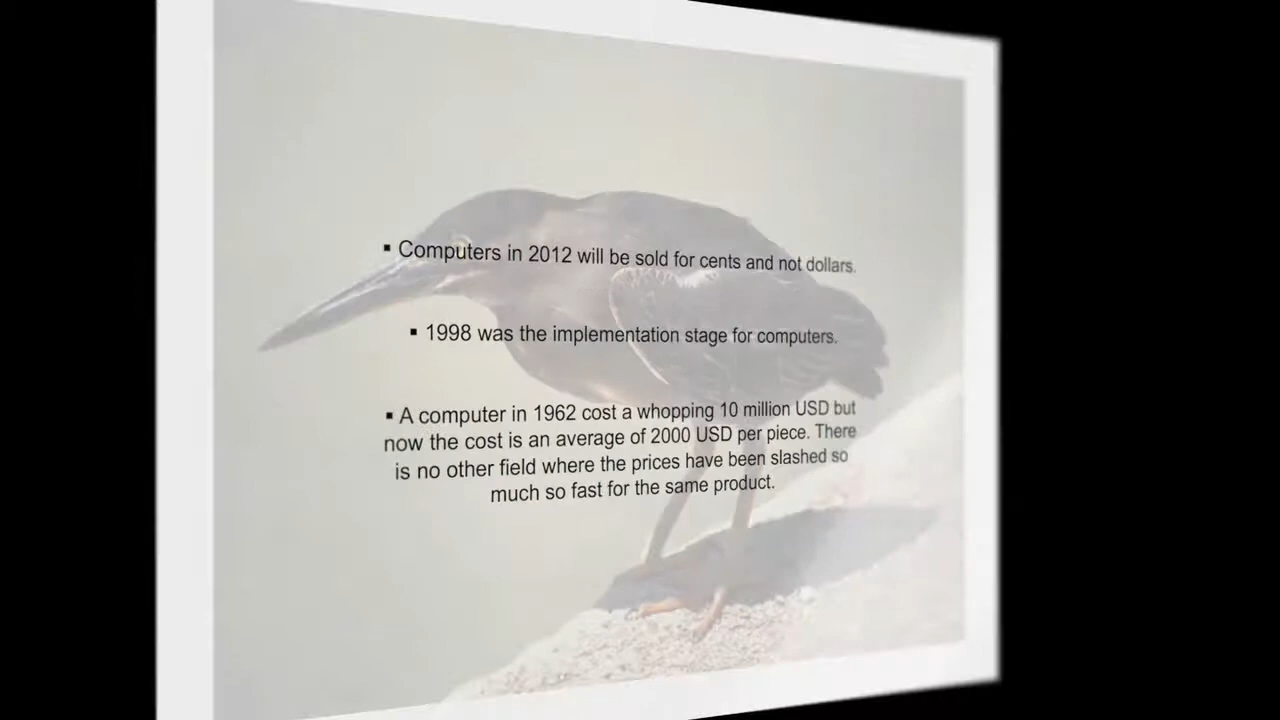 ▪ Computers in 2012 will be sold for cents and not dollars.
▪ 1998 was the implementation stage for computers.
▪ A computer in 1962 cost a whopping 10 million USD but
now the cost is an average of 2000 USD per piece. There
is no other field where the prices have been slashed so
much so fast for the same product.